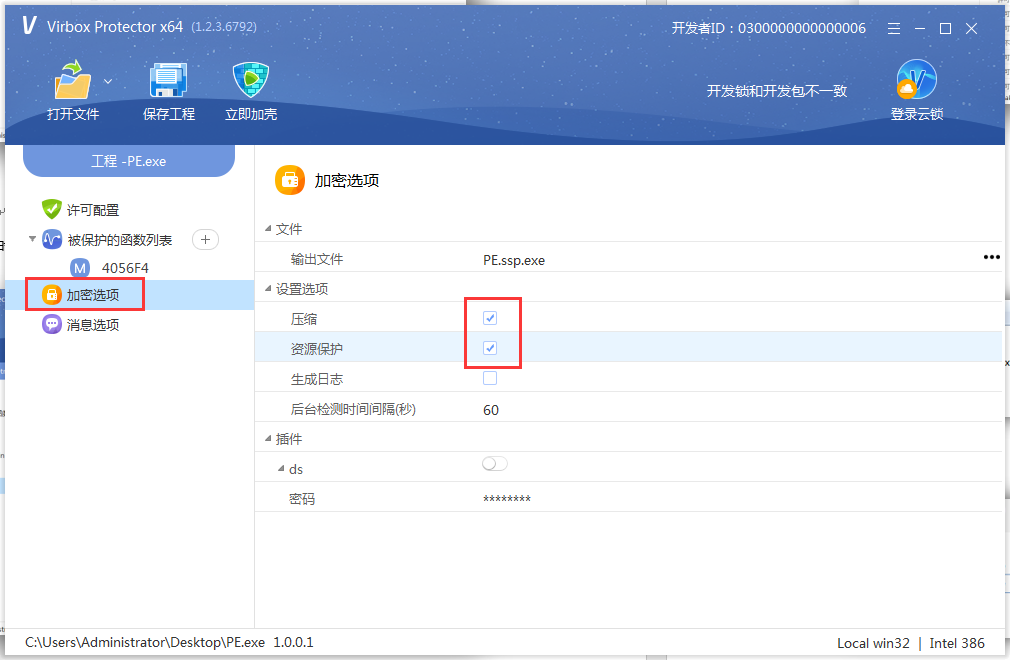 Virbox Protector x64 (1.2.3.6792)
开发者ID：0300000000000006
打开文件
保存工程
立即加壳
开发锁和开发包不一致
登录云锁
工程 -PE.exe
许可配置
被保护的函数列表
M 4056F4
加密选项
消息选项
加密选项
文件
输出文件 PE.ssp.exe
设置选项
压缩
资源保护
生成日志
后台检测时间间隔(秒) 60
插件
ds
密码 ********
C:\Users\Administrator\Desktop\PE.exe 1.0.0.1
Local win32 | Intel 386